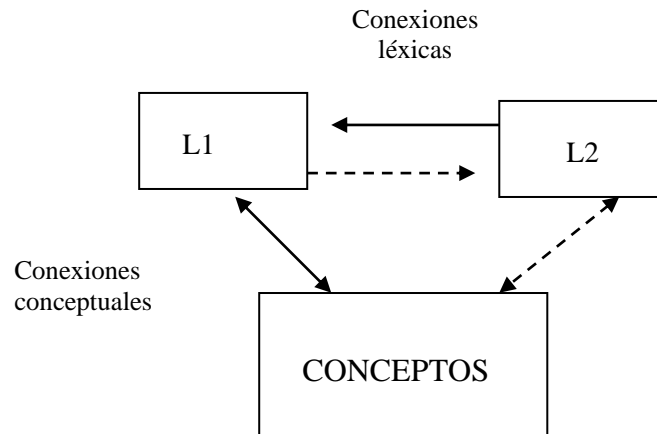 Conexiones
léxicas
L1
L2
Conexiones
conceptuales
CONCEPTOS